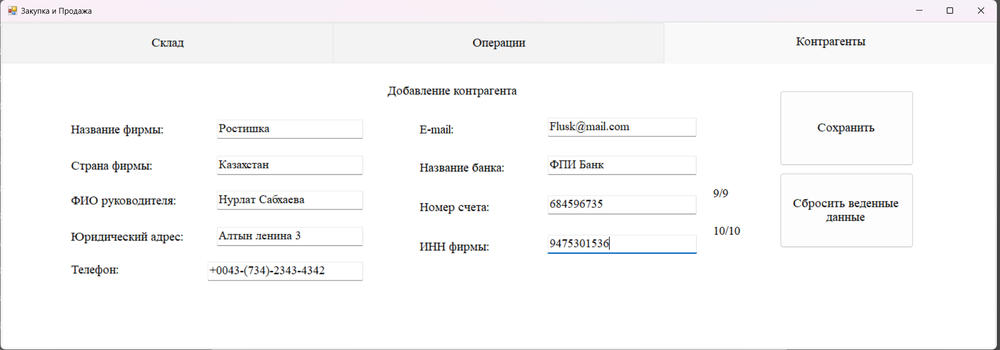 Закупка и Продажа
Склад
Операции
Контрагенты
Добавление контрагента
Название фирмы:
Ростишка
Страна фирмы:
Казахстан
ФИО руководителя:
Нурлат Сабхаева
Юридический адрес:
Алтын ленина 3
Телефон:
+0043-(734)-2343-4342
E-mail:
Flusk@mail.com
Название банка:
ФПИ Банк
Номер счета:
684596735
9/9
ИНН фирмы:
9475301536
10/10
Сохранить
Сбросить веденные
данные